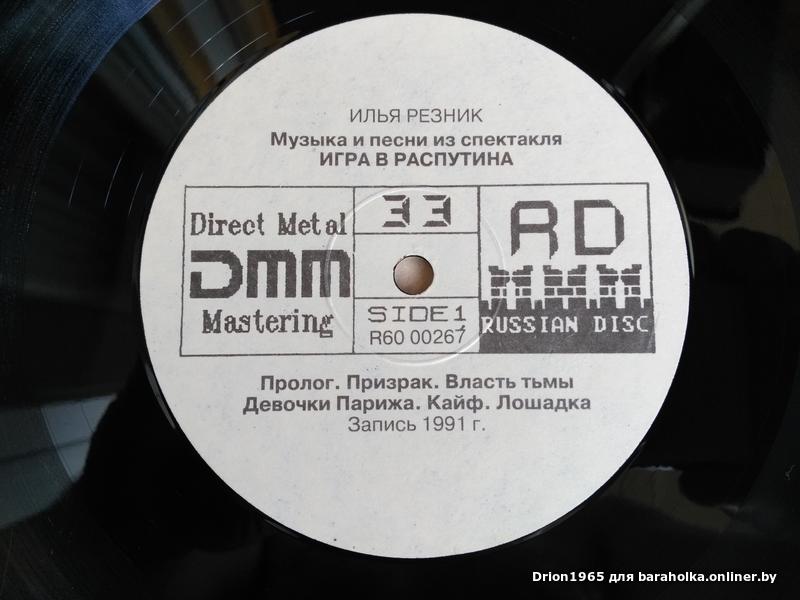 ИЛЬЯ РЕЗНИК
Музыка и песни из спектакля
ИГРА В РАСПУТИНА
Direct Metal
DMM
Mastering
33
SIDE 1
R60 00267
RD
RUSSIAN DISC
Пролог. Призрак. Власть тьмы
Девочки Парижа. Кайф. Лошадка
Запись 1991 г.
Drion1965 для baraholka.onliner.by